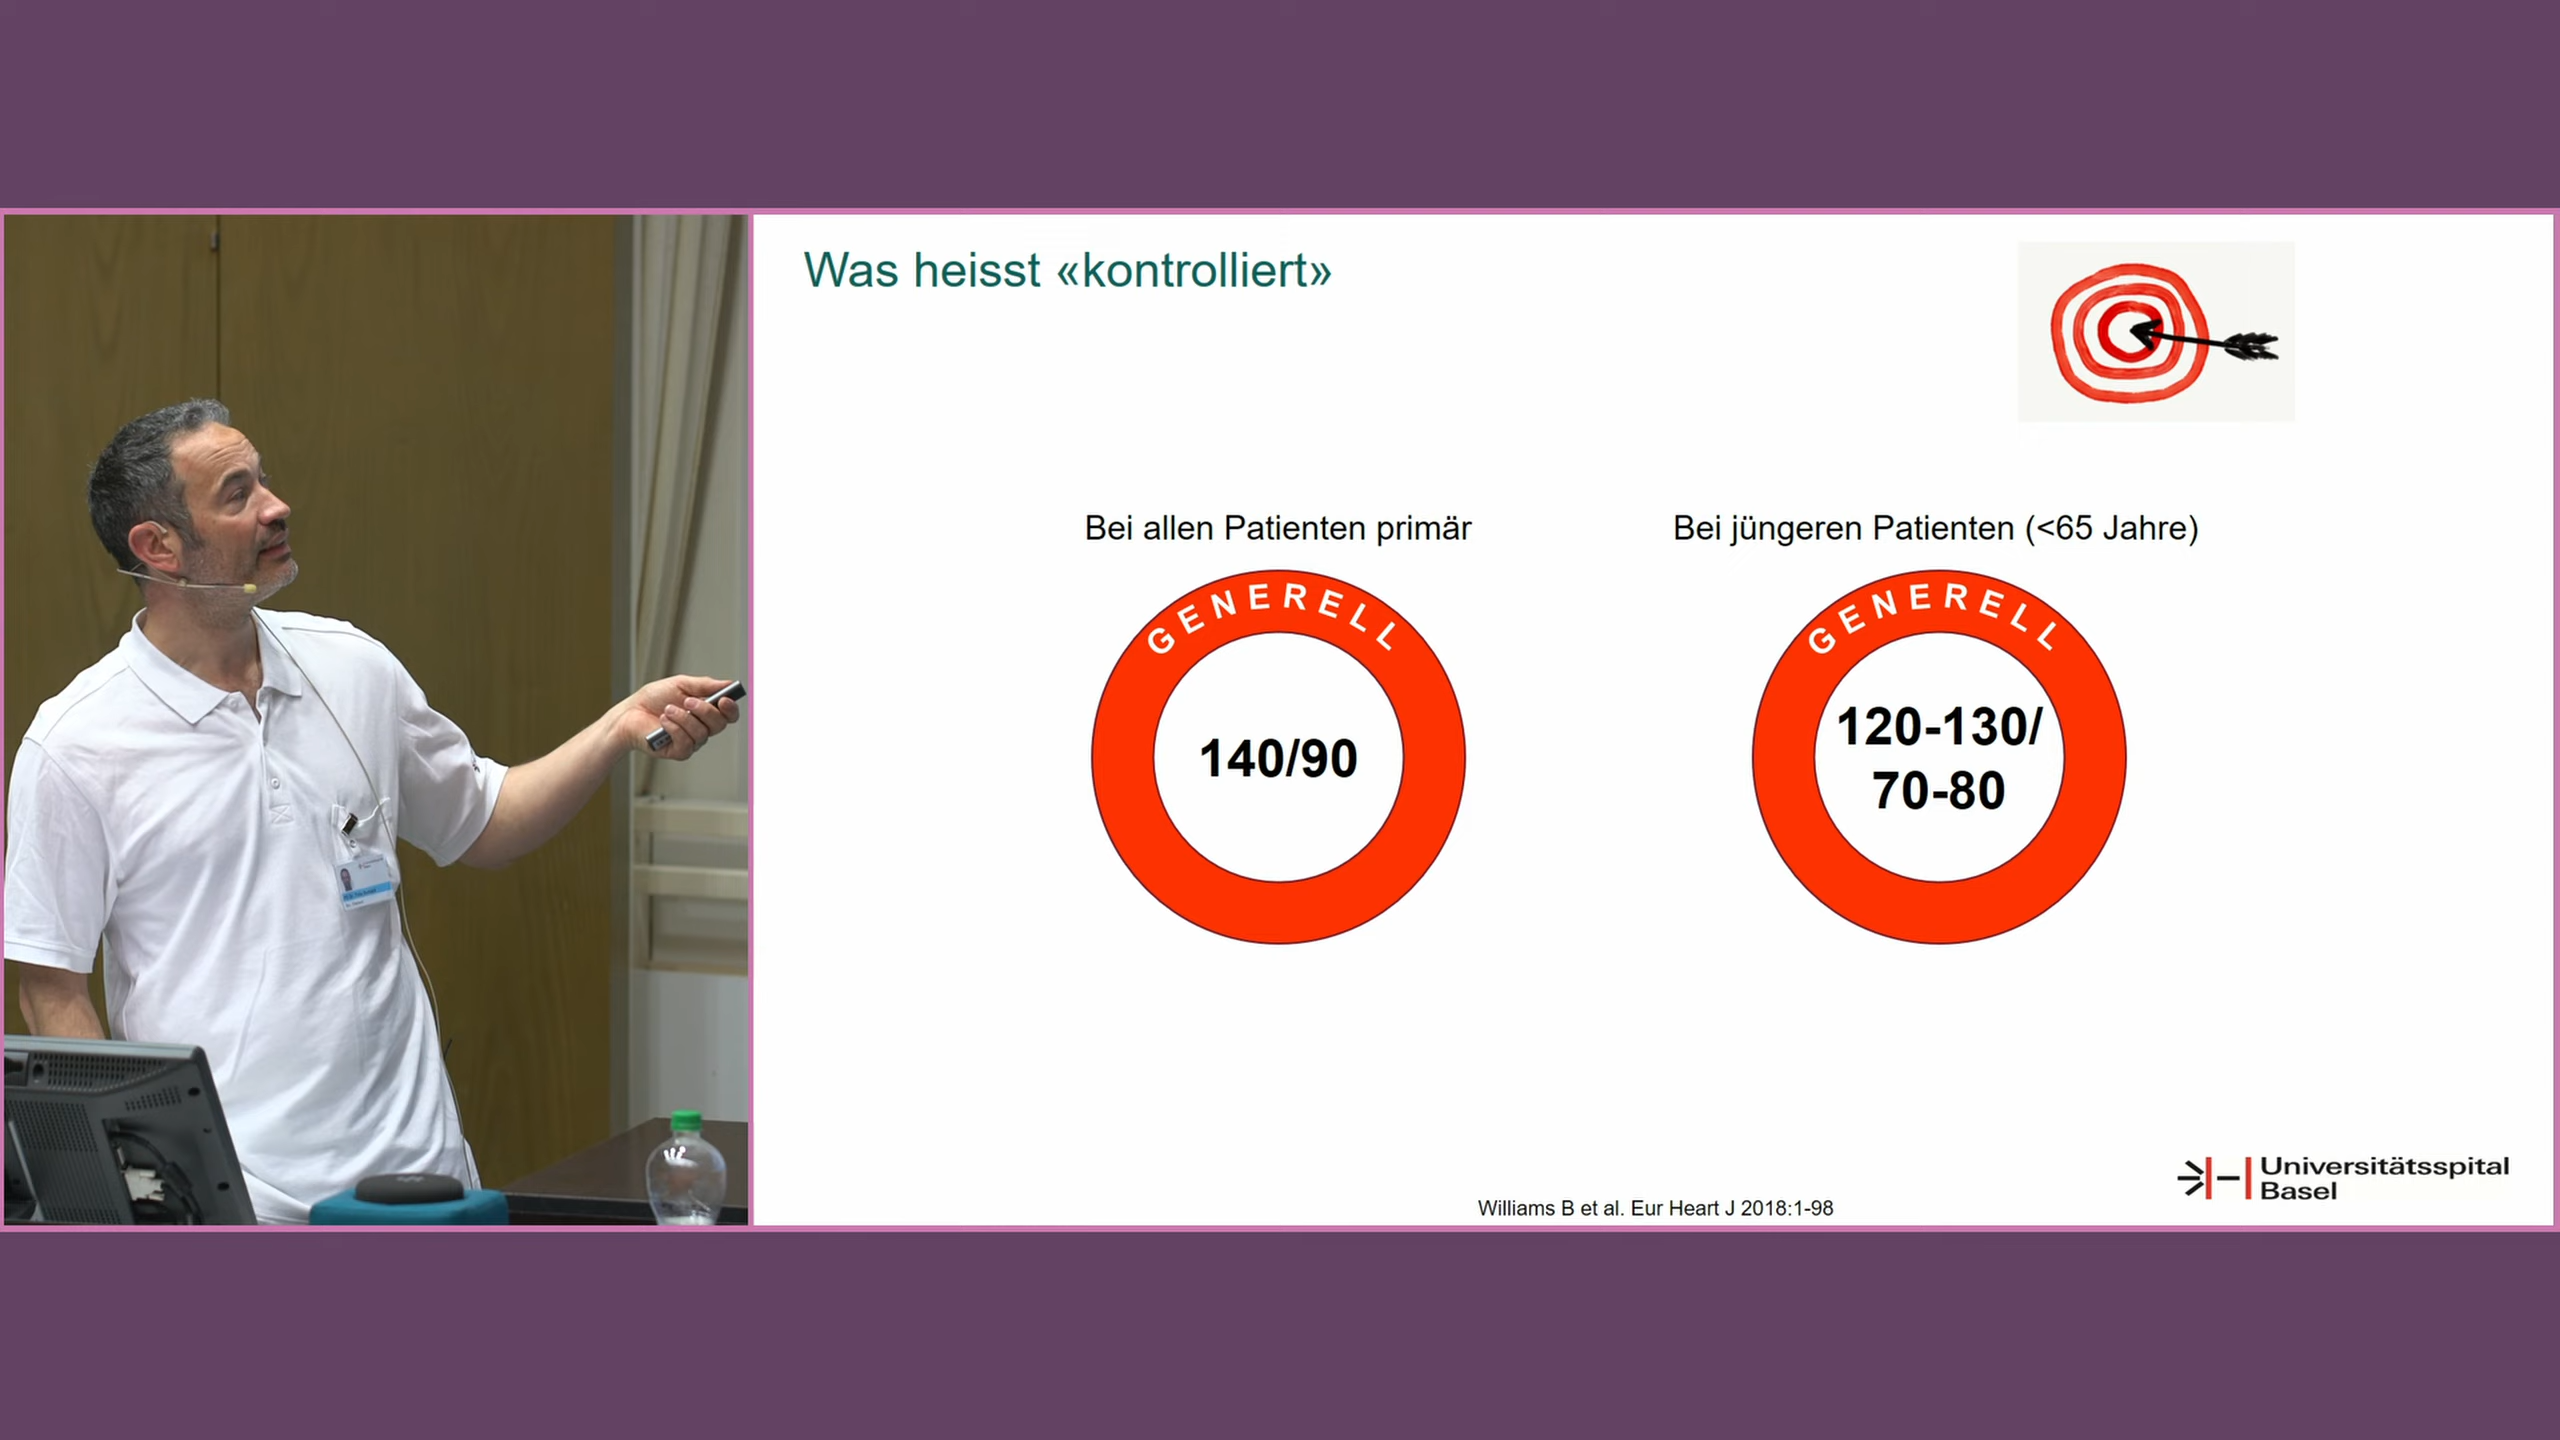 Was heisst «kontrolliert»
Bei allen Patienten primär
GENERELL
140/90
Bei jüngeren Patienten (<65 Jahre)
GENERELL
120-130/
70-80
Williams B et al. Eur Heart J 2018:1-98
Universitätsspital
Basel